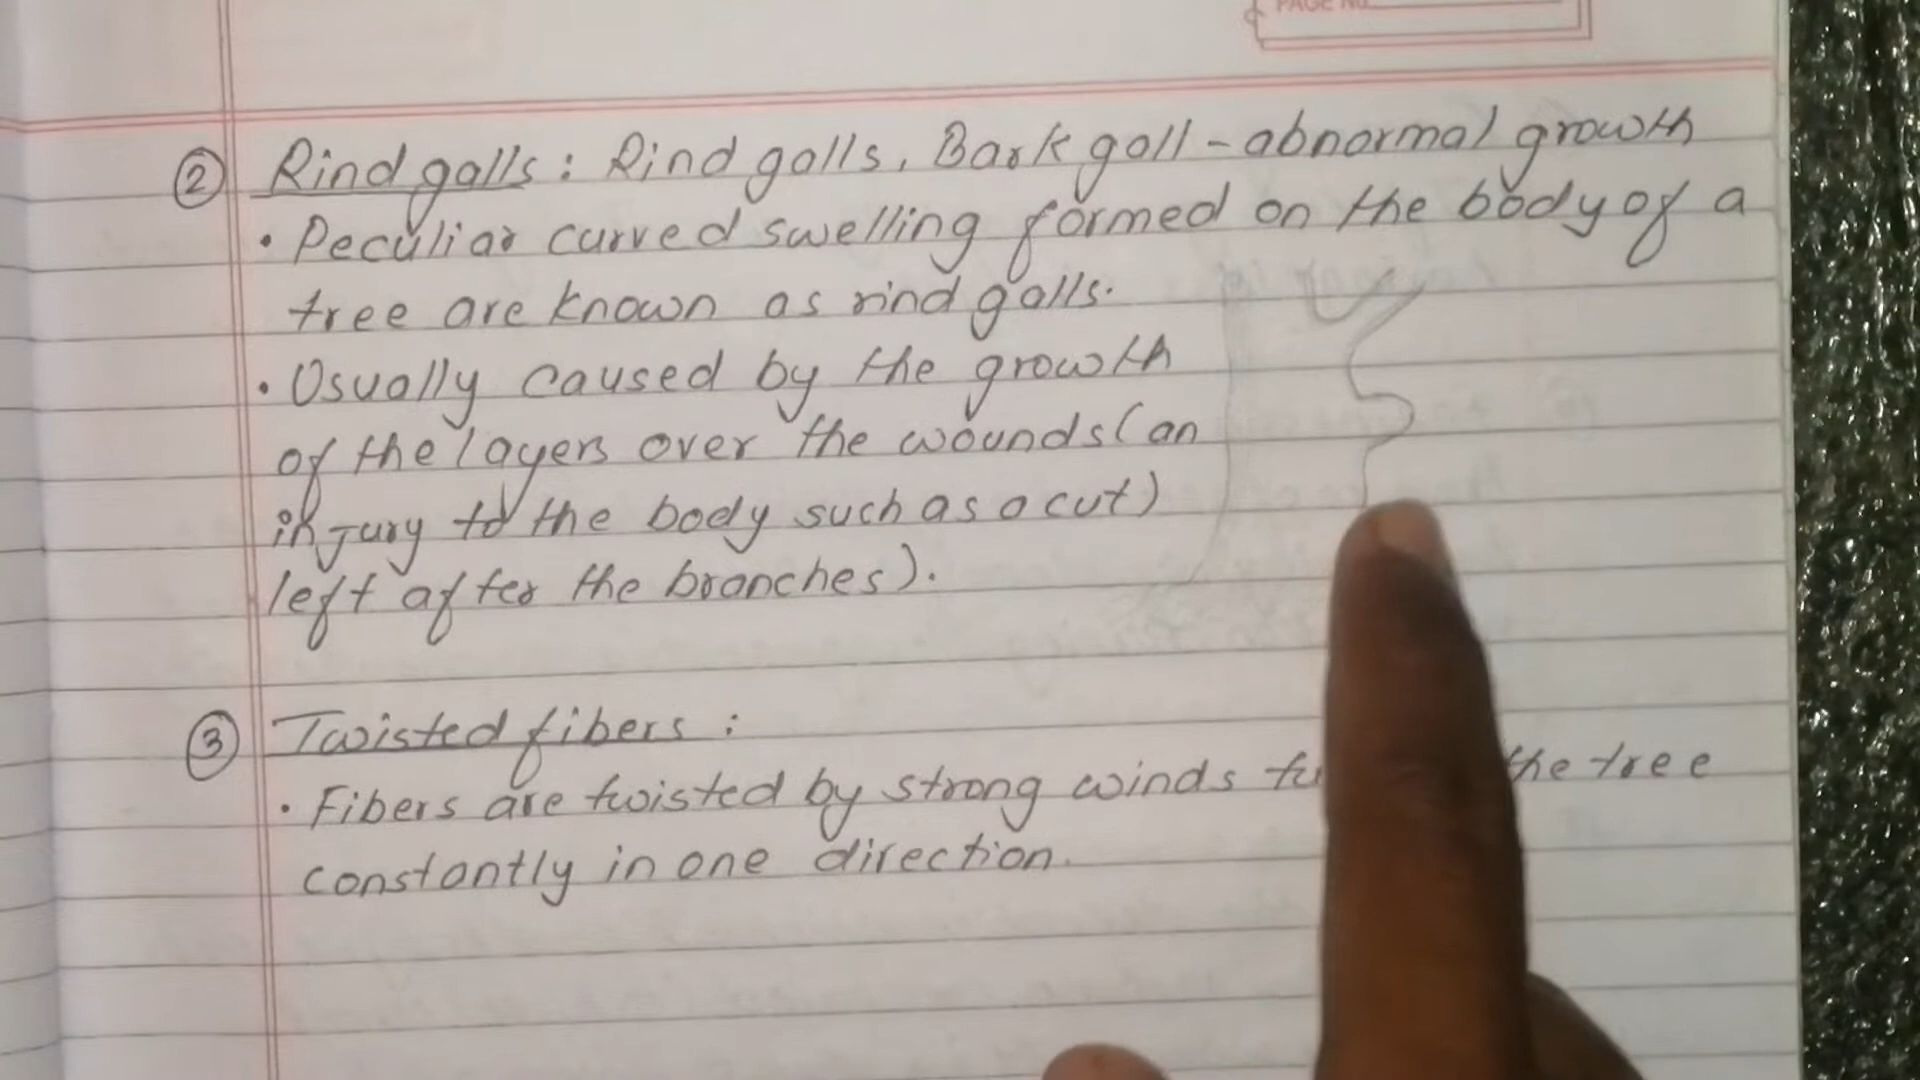 PAGE No.
② Rind galls: Rind galls, Bark gall - abnormal growth
• Peculiar curved swelling formed on the body of a
tree are known as rind galls.
• Usually caused by the growth
of the layers over the wounds (an
injury to the body such as a cut)
left after the branches).
③ Twisted fibers:
• Fibers are twisted by strong winds the tree
constantly in one direction.